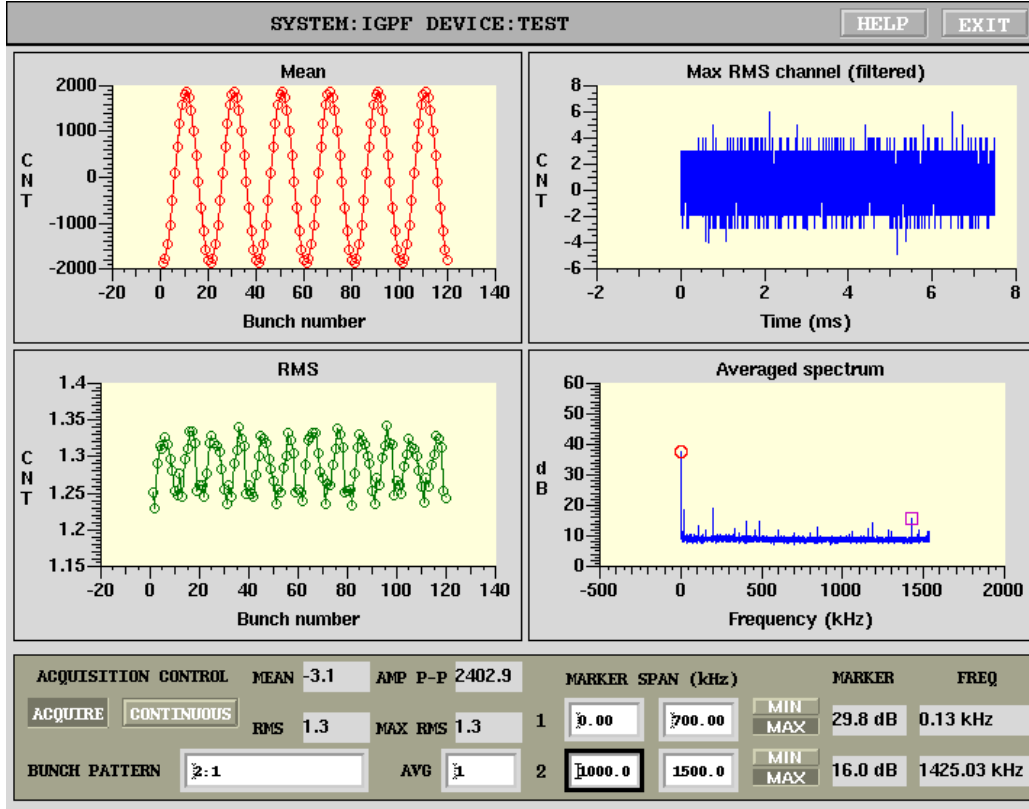 SYSTEM:IGPF DEVICE:TEST
HELP
EXIT
Mean
2000
1000
0
-1000
-2000
C
N
T
-20 0 20 40 60 80 100 120 140
Bunch number
Max RMS channel (filtered)
8
6
4
2
0
-2
-4
-6
C
N
T
-2 0 2 4 6 8
Time (ms)
RMS
1.4
1.35
1.3
1.25
1.2
1.15
C
N
T
-20 0 20 40 60 80 100 120 140
Bunch number
Averaged spectrum
60
50
40
30
20
10
0
d
B
-500 0 500 1000 1500 2000
Frequency (kHz)
ACQUISITION CONTROL
ACQUIRE CONTINUOUS
MEAN -3.1 AMP P-P 2402.9
RMS 1.3 MAX RMS 1.3
BUNCH PATTERN 2:1 AVG 1
MARKER SPAN (kHz) MARKER FREQ
1 0.00 700.00 MIN MAX 29.8 dB 0.13 kHz
2 1000.0 1500.0 MIN MAX 16.0 dB 1425.03 kHz